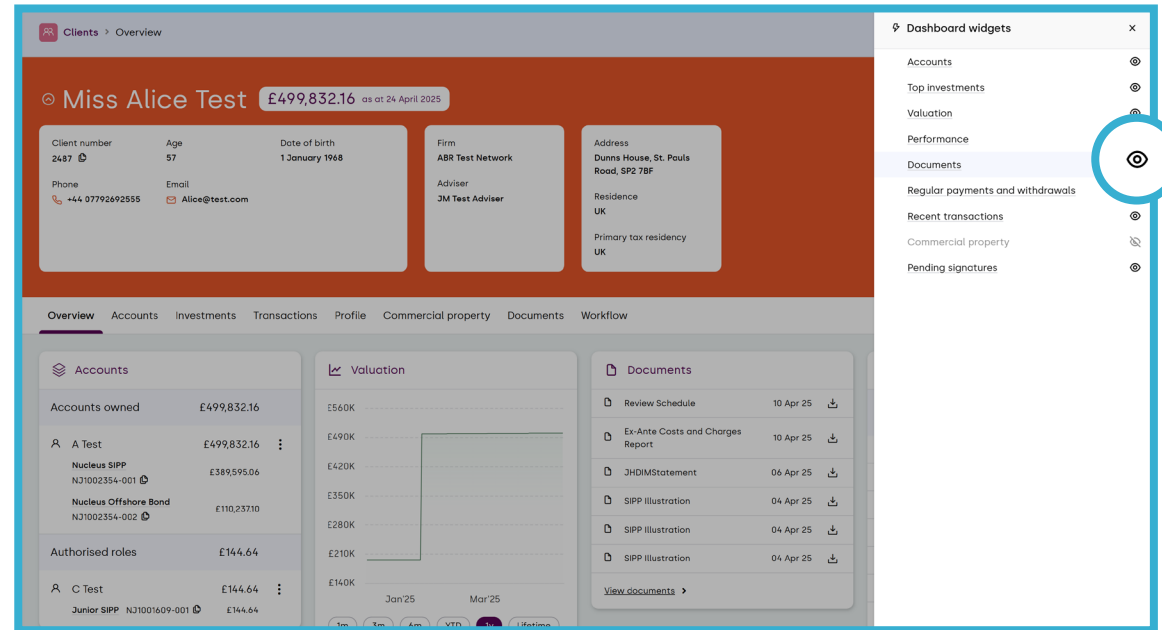 Clients > Overview
Miss Alice Test £499,832.16 as at 24 April 2025
Client number
2487
Age
57
Date of birth
1 January 1968
Phone
+44 07792692555
Email
Alice@test.com
Firm
ABR Test Network
Adviser
JM Test Adviser
Address
Dunns House, St. Pauls
Road, SP2 7BF
Residence
UK
Primary tax residency
UK
Overview Accounts Investments Transactions Profile Commercial property Documents Workflow
Accounts
Accounts owned £499,832.16
A Test £499,832.16
Nucleus SIPP
NJ1002354-001
£389,595.06
Nucleus Offshore Bond
NJ1002354-002
£110,237.10
Authorised roles £144.64
C Test £144.64
Junior SIPP NJ1001609-001 £144.64
Valuation
£560K
£490K
£420K
£350K
£280K
£210K
£140K
Jan'25 Mar'25
1m 3m 6m YTD 1y Lifetime
Documents
Review Schedule 10 Apr 25
Ex-Ante Costs and Charges
Report
10 Apr 25
JHDIMStatement 06 Apr 25
SIPP Illustration 04 Apr 25
SIPP Illustration 04 Apr 25
SIPP Illustration 04 Apr 25
View documents >
Dashboard widgets
Accounts
Top investments
Valuation
Performance
Documents
Regular payments and withdrawals
Recent transactions
Commercial property
Pending signatures